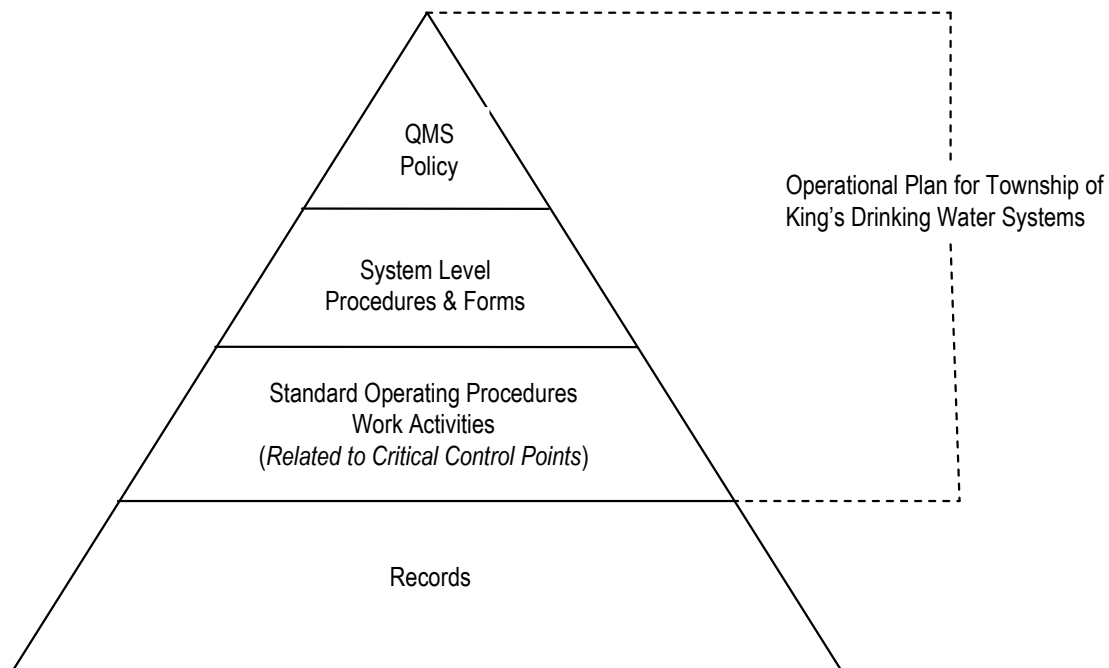 QMS
Policy
Operational Plan for Township of
King's Drinking Water Systems
System Level
Procedures & Forms
Standard Operating Procedures
Work Activities
(Related to Critical Control Points)
Records